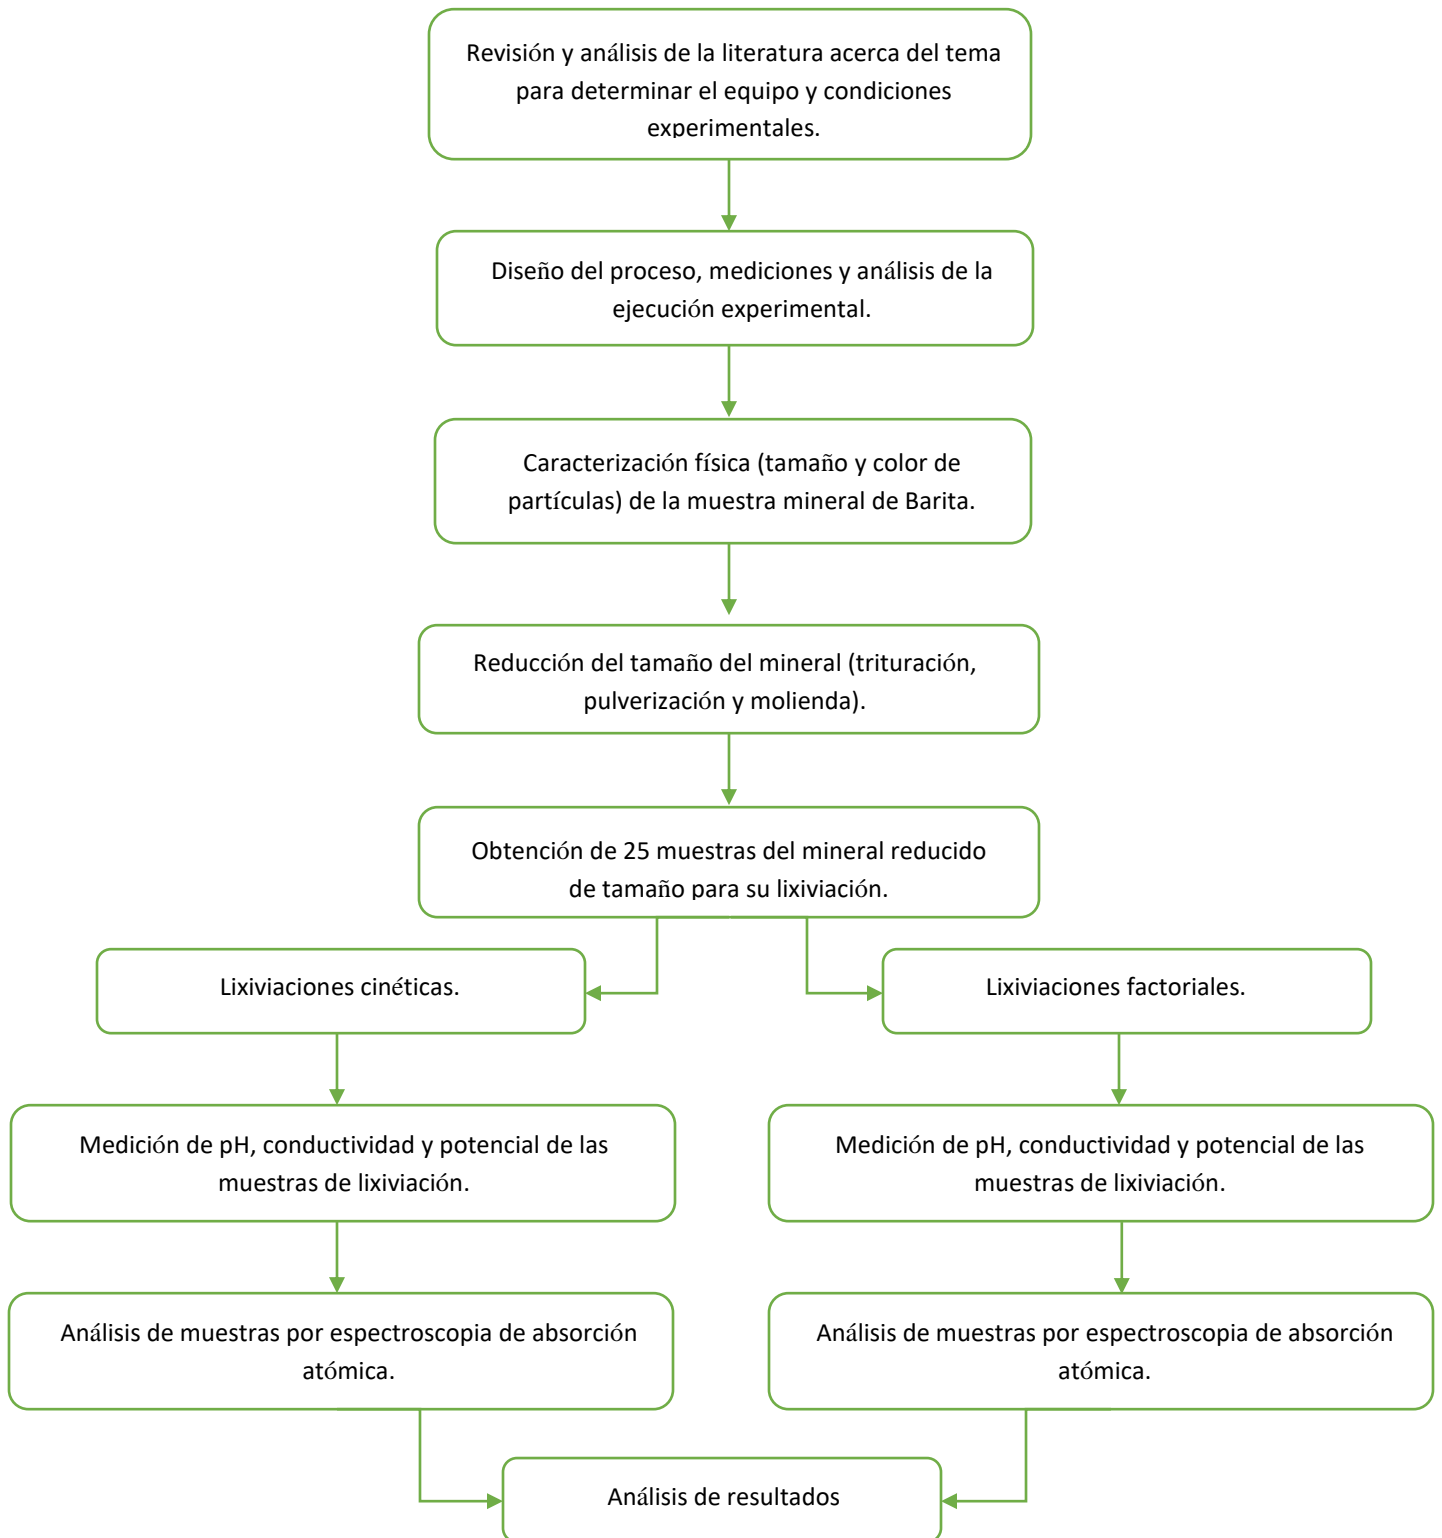 Revisión y análisis de la literatura acerca del tema
para determinar el equipo y condiciones
experimentales.
Diseño del proceso, mediciones y análisis de la
ejecución experimental.
Caracterización física (tamaño y color de
partículas) de la muestra mineral de Barita.
Reducción del tamaño del mineral (trituración,
pulverización y molienda).
Obtención de 25 muestras del mineral reducido
de tamaño para su lixiviación.
Lixiviaciones cinéticas.
Lixiviaciones factoriales.
Medición de pH, conductividad y potencial de las
muestras de lixiviación.
Medición de pH, conductividad y potencial de las
muestras de lixiviación.
Análisis de muestras por espectroscopia de absorción
atómica.
Análisis de muestras por espectroscopia de absorción
atómica.
Análisis de resultados